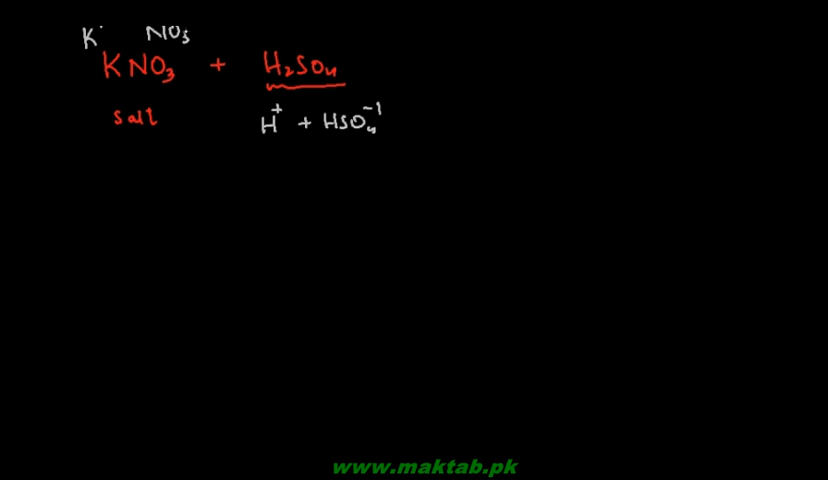 K NO3
KNO3 + H2SO4
Salt H+ + HSO4-1
www.maktab.pk